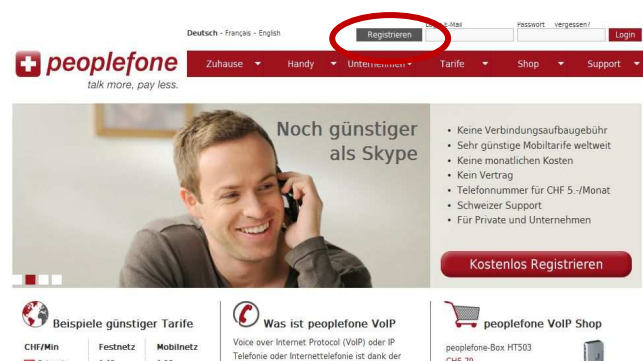 Deutsch - Français - English
Registrieren
E-Mail
Passwort vergessen?
Login
peoplefone
talk more, pay less.
Zuhause Handy Unternehmen Tarife Shop Support
Noch günstiger
als Skype
• Keine Verbindungsaufbaugebühr
• Sehr günstige Mobiltarife weltweit
• Keine monatlichen Kosten
• Kein Vertrag
• Telefonnummer für CHF 5.-/Monat
• Schweizer Support
• Für Private und Unternehmen
Kostenlos Registrieren
Beispiele günstiger Tarife
CHF/Min Festnetz Mobilnetz
Was ist peoplefone VoIP
Voice over Internet Protocol (VoIP) oder IP
Telefonie oder Internettelefonie ist dank der
peoplefone VoIP Shop
peoplefone-Box HT503